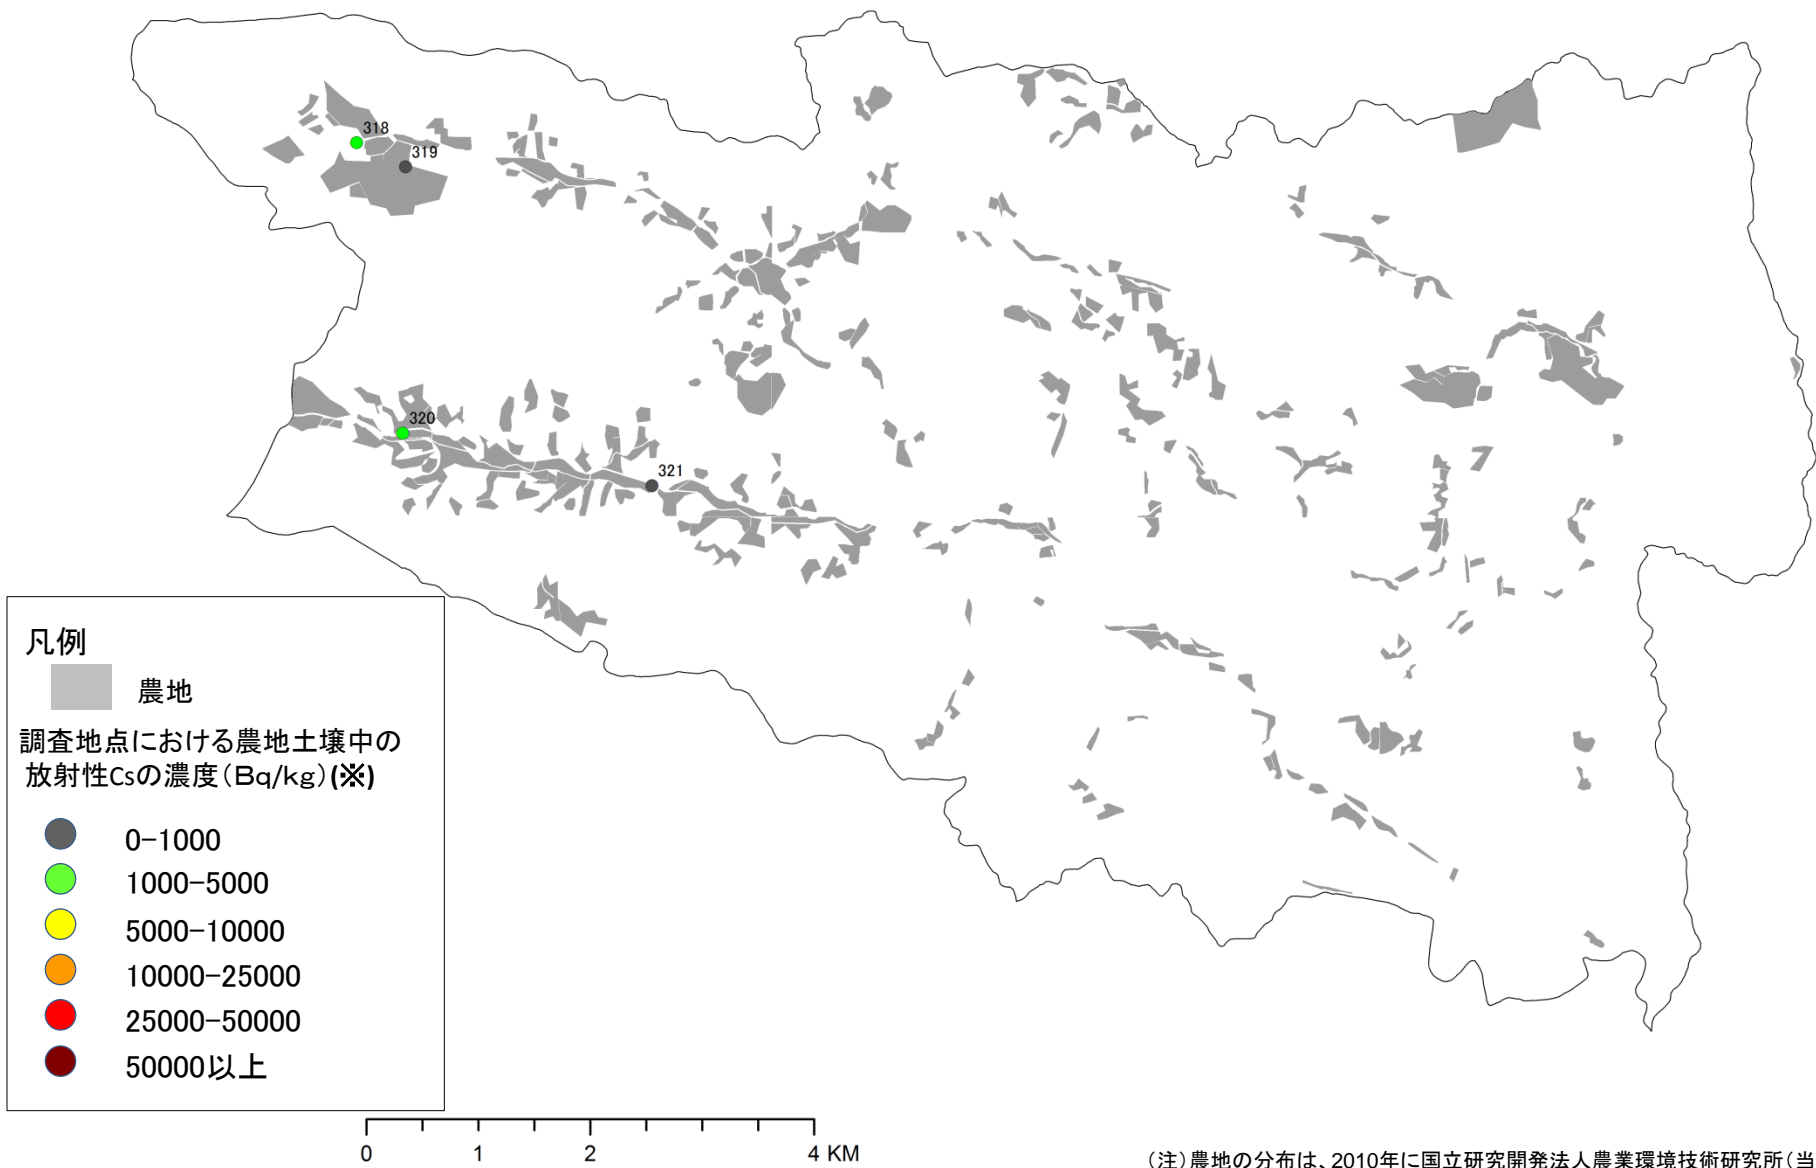 318
319
320
321
凡例
農地
調査地点における農地土壌中の
放射性Csの濃度(Bq/kg)(※)
0-1000
1000-5000
5000-10000
10000-25000
25000-50000
50000以上
0 1 2 4 KM
(注)農地の分布は、2010年に国立研究開発法人農業環境技術研究所(当